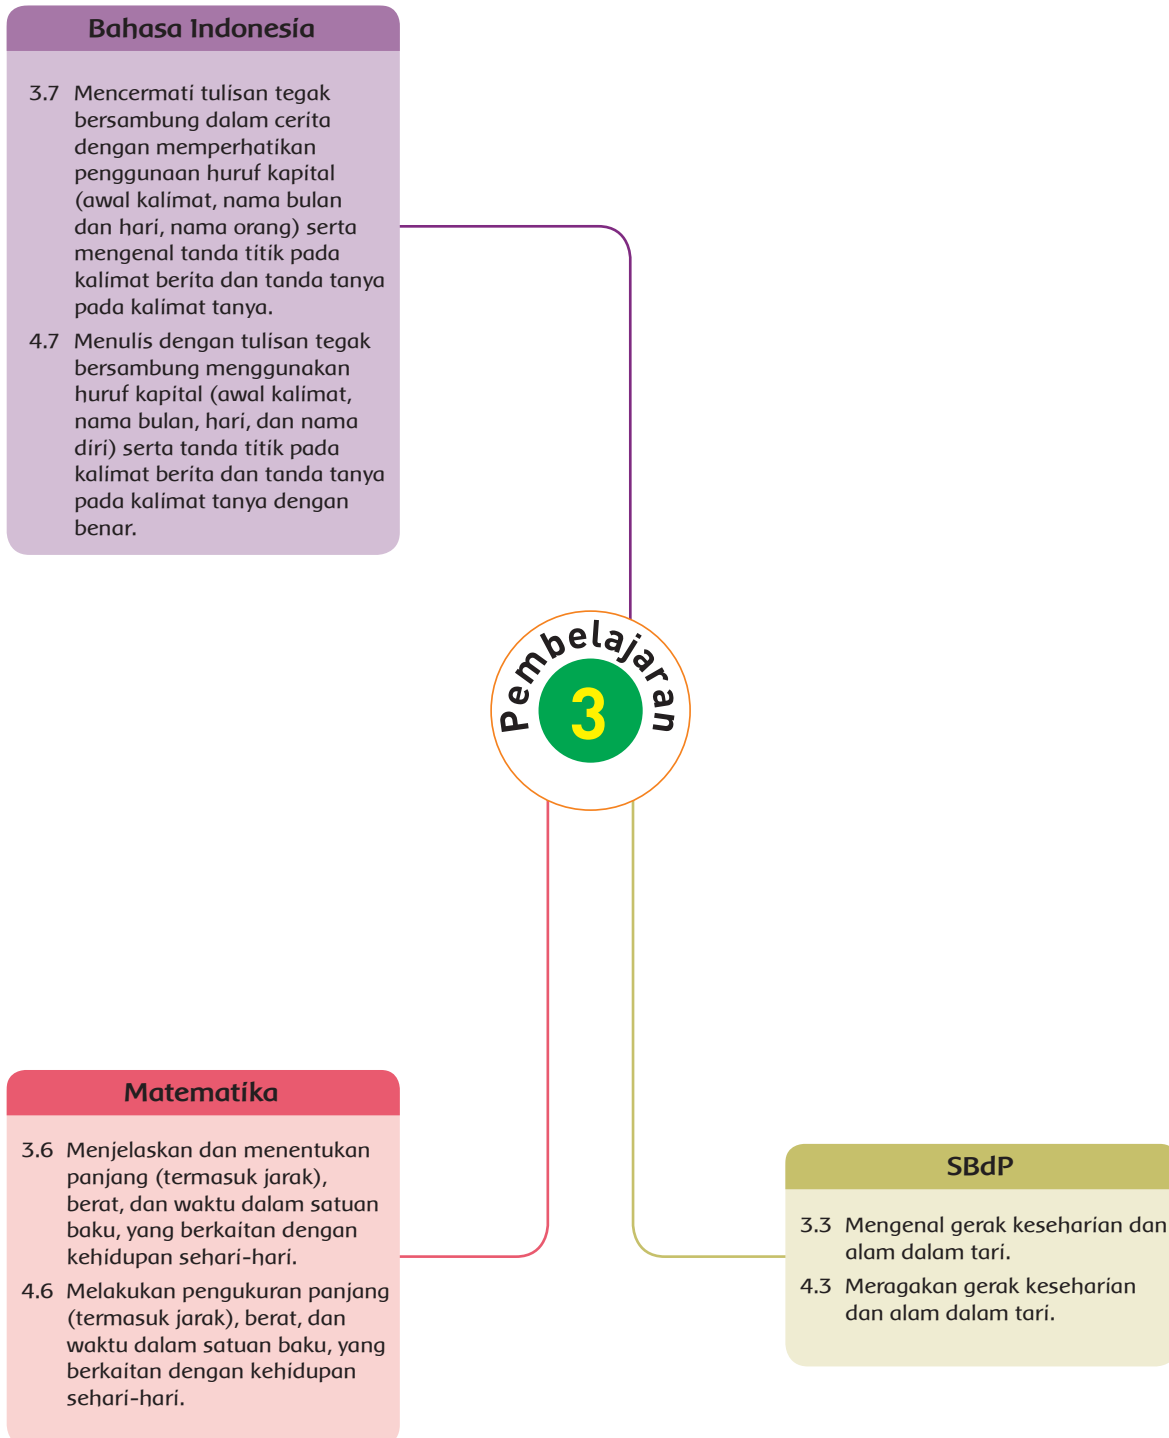 Bahasa Indonesia
3.7 Mencermati tulisan tegak
bersambung dalam cerita
dengan memperhatikan
penggunaan huruf kapital
(awal kalimat, nama bulan
dan hari, nama orang) serta
mengenal tanda titik pada
kalimat berita dan tanda tanya
pada kalimat tanya.
4.7 Menulis dengan tulisan tegak
bersambung menggunakan
huruf kapital (awal kalimat,
nama bulan, hari, dan nama
diri) serta tanda titik pada
kalimat berita dan tanda tanya
pada kalimat tanya dengan
benar.
Pembelajaran
3
Matematika
3.6 Menjelaskan dan menentukan
panjang (termasuk jarak),
berat, dan waktu dalam satuan
baku, yang berkaitan dengan
kehidupan sehari-hari.
4.6 Melakukan pengukuran panjang
(termasuk jarak), berat, dan
waktu dalam satuan baku, yang
berkaitan dengan kehidupan
sehari-hari.
SBdP
3.3 Mengenal gerak keseharian dan
alam dalam tari.
4.3 Meragakan gerak keseharian
dan alam dalam tari.